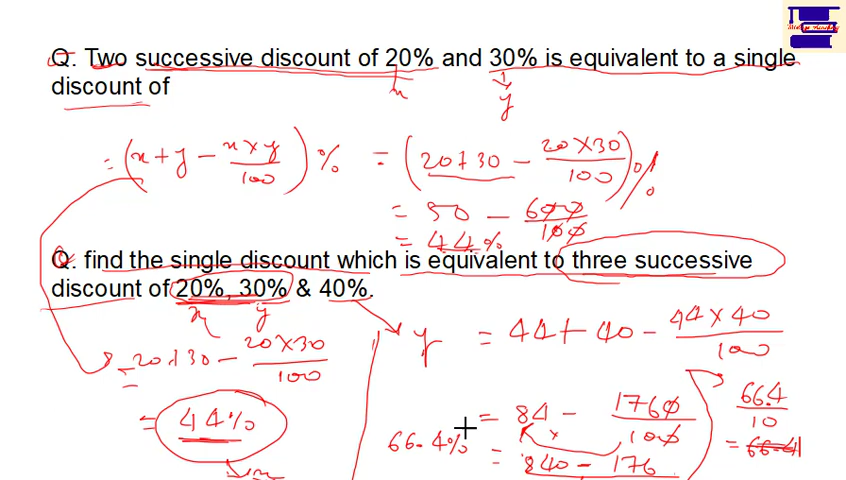 Q. Two successive discount of 20% and 30% is equivalent to a single
discount of
x
y
= (x + y − x × y / 100) % = (20 + 30 − 20 × 30 / 100) %
= 50 − 600 / 100
= 44%
Q. find the single discount which is equivalent to three successive
discount of 20%, 30% & 40%.
x y
= 20 + 30 − 20 × 30 / 100
= 44%
y = 44 + 40 − 44 × 40 / 100
= 84 − 1760 / 100
= 840 − 176
66.4%
664 / 10
= 66.4